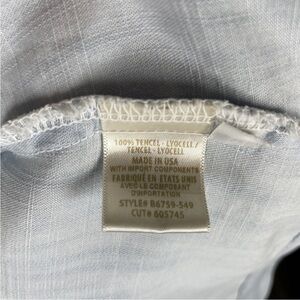 100% TENCEL - LYOCELL /
TENCEL - LYOCELL
MADE IN USA
WITH IMPORT COMPONENTS
FABRIQUÉ EN ETATS UNIS
AVEC LE COMPOSANT
D'IMPORTATION
STYLE# B6759-549
CUT# 605745